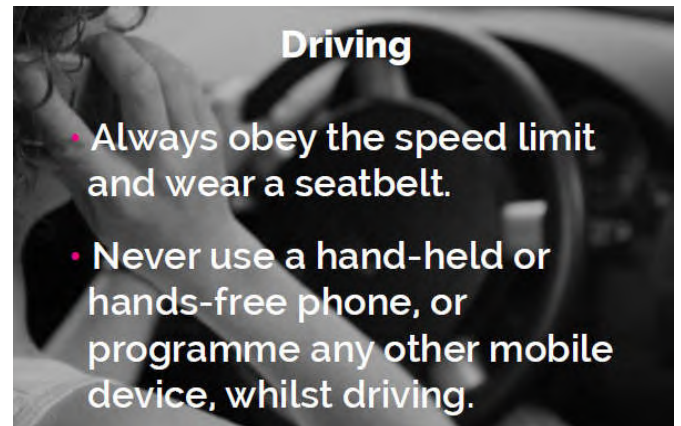 Driving
• Always obey the speed limit
and wear a seatbelt.
• Never use a hand-held or
hands-free phone, or
programme any other mobile
device, whilst driving.